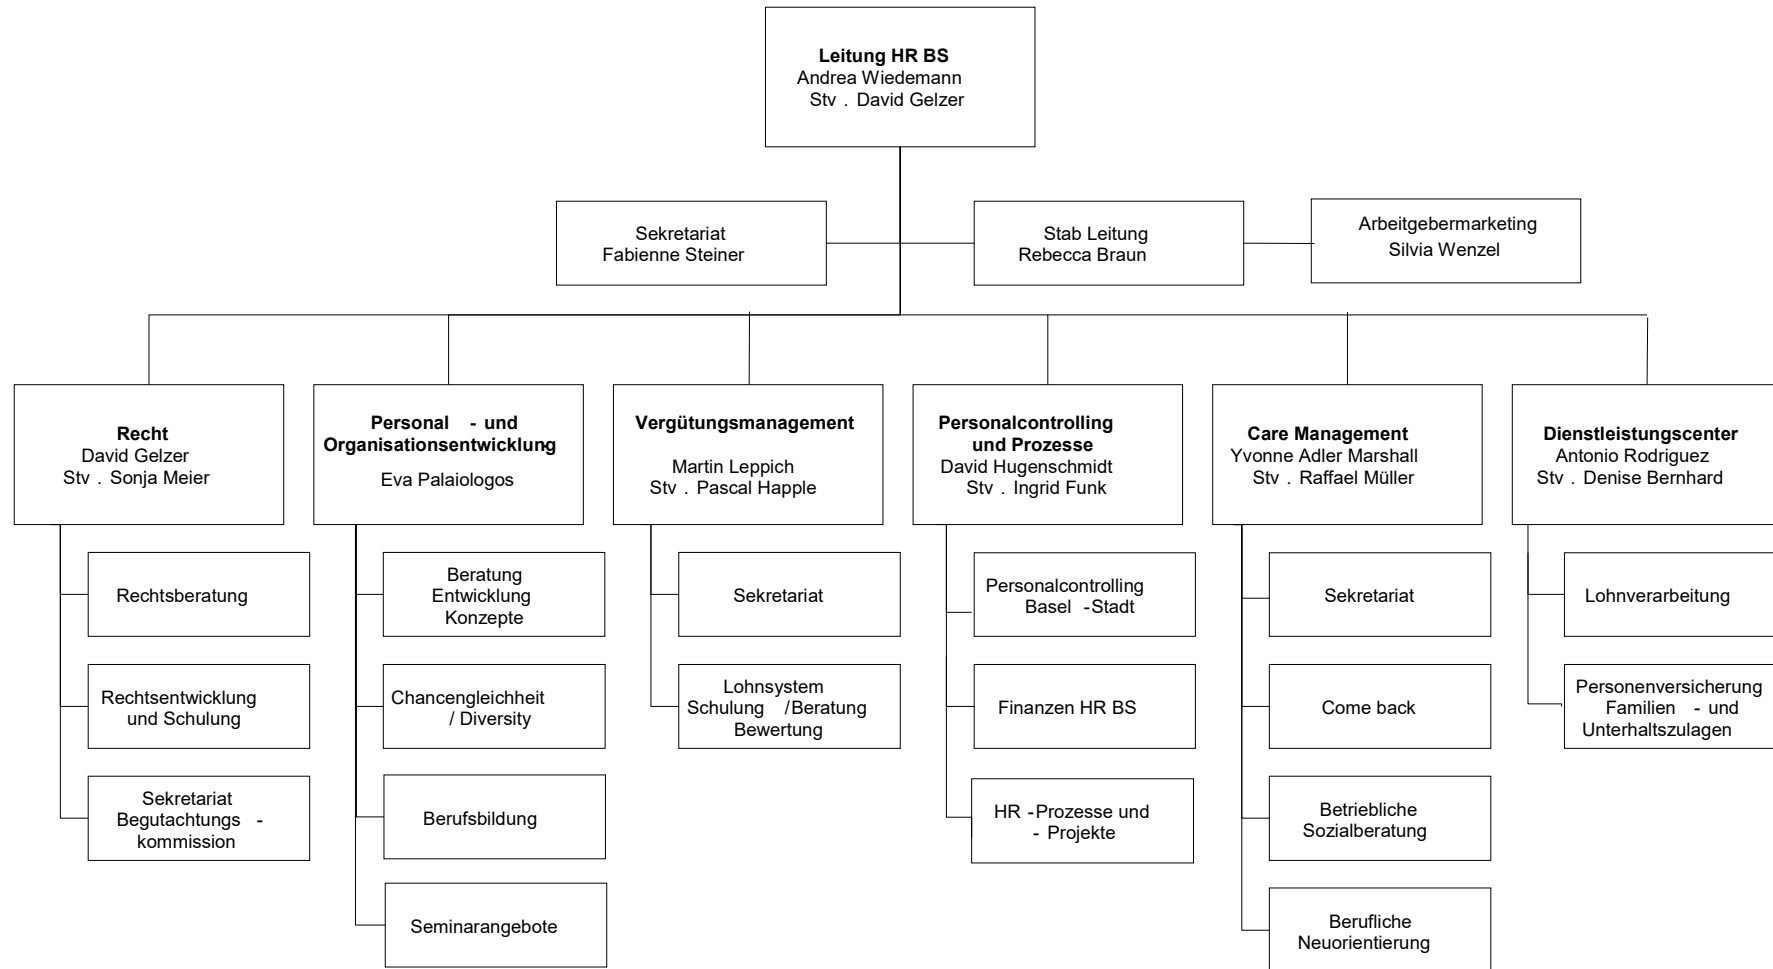 Leitung HR BS
Andrea Wiedemann
Stv . David Gelzer
Sekretariat
Fabienne Steiner
Stab Leitung
Rebecca Braun
Arbeitgebermarketing
Silvia Wenzel
Recht
David Gelzer
Stv . Sonja Meier
Personal - und
Organisationsentwicklung-
Eva Palaiologos
Vergütungsmanagement
Martin Leppich
Stv . Pascal Happle
Personalcontrolling
und Prozesse
David Hugenschmidt
Stv . Ingrid Funk
Care Management
Yvonne Adler Marshall
Stv . Raffael Müller
Dienstleistungscenter
Antonio Rodriguez
Stv . Denise Bernhard
Rechtsberatung
Rechtsentwicklung
und Schulung
Sekretariat
Begutachtungs -
kommission
Beratung
Entwicklung
Konzepte
Chancengleichheit
/ Diversity
Berufsbildung
Seminarangebote
Sekretariat
Lohnsystem
Schulung /Beratung
Bewertung
Personalcontrolling
Basel -Stadt
Finanzen HR BS
HR -Prozesse und
- Projekte
Sekretariat
Come back
Betriebliche
Sozialberatung
Berufliche
Neuorientierung
Lohnverarbeitung
Personenversicherung
Familien - und
Unterhaltszulagen